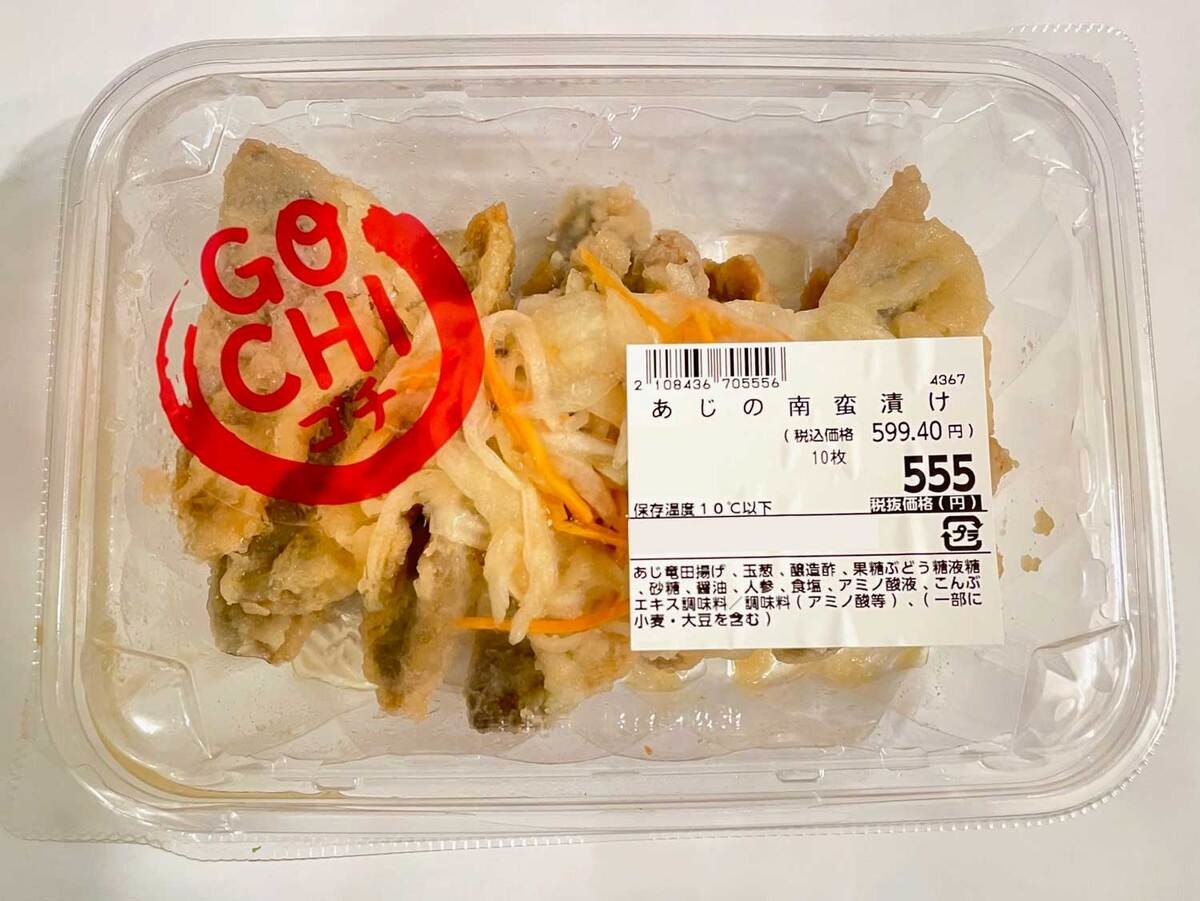 GO
CHI
コチ
2 108436 705556
4367
あじの南蛮漬け
(税込価格 599.40円)
10枚
555
保存温度10℃以下
税抜価格(円)
プラ
あじ竜田揚げ、玉葱、醸造酢、果糖ぶどう糖液糖
、砂糖、醤油、人参、食塩、アミノ酸液、こんぶ
エキス調味料/調味料(アミノ酸等)、(一部に
小麦・大豆を含む)